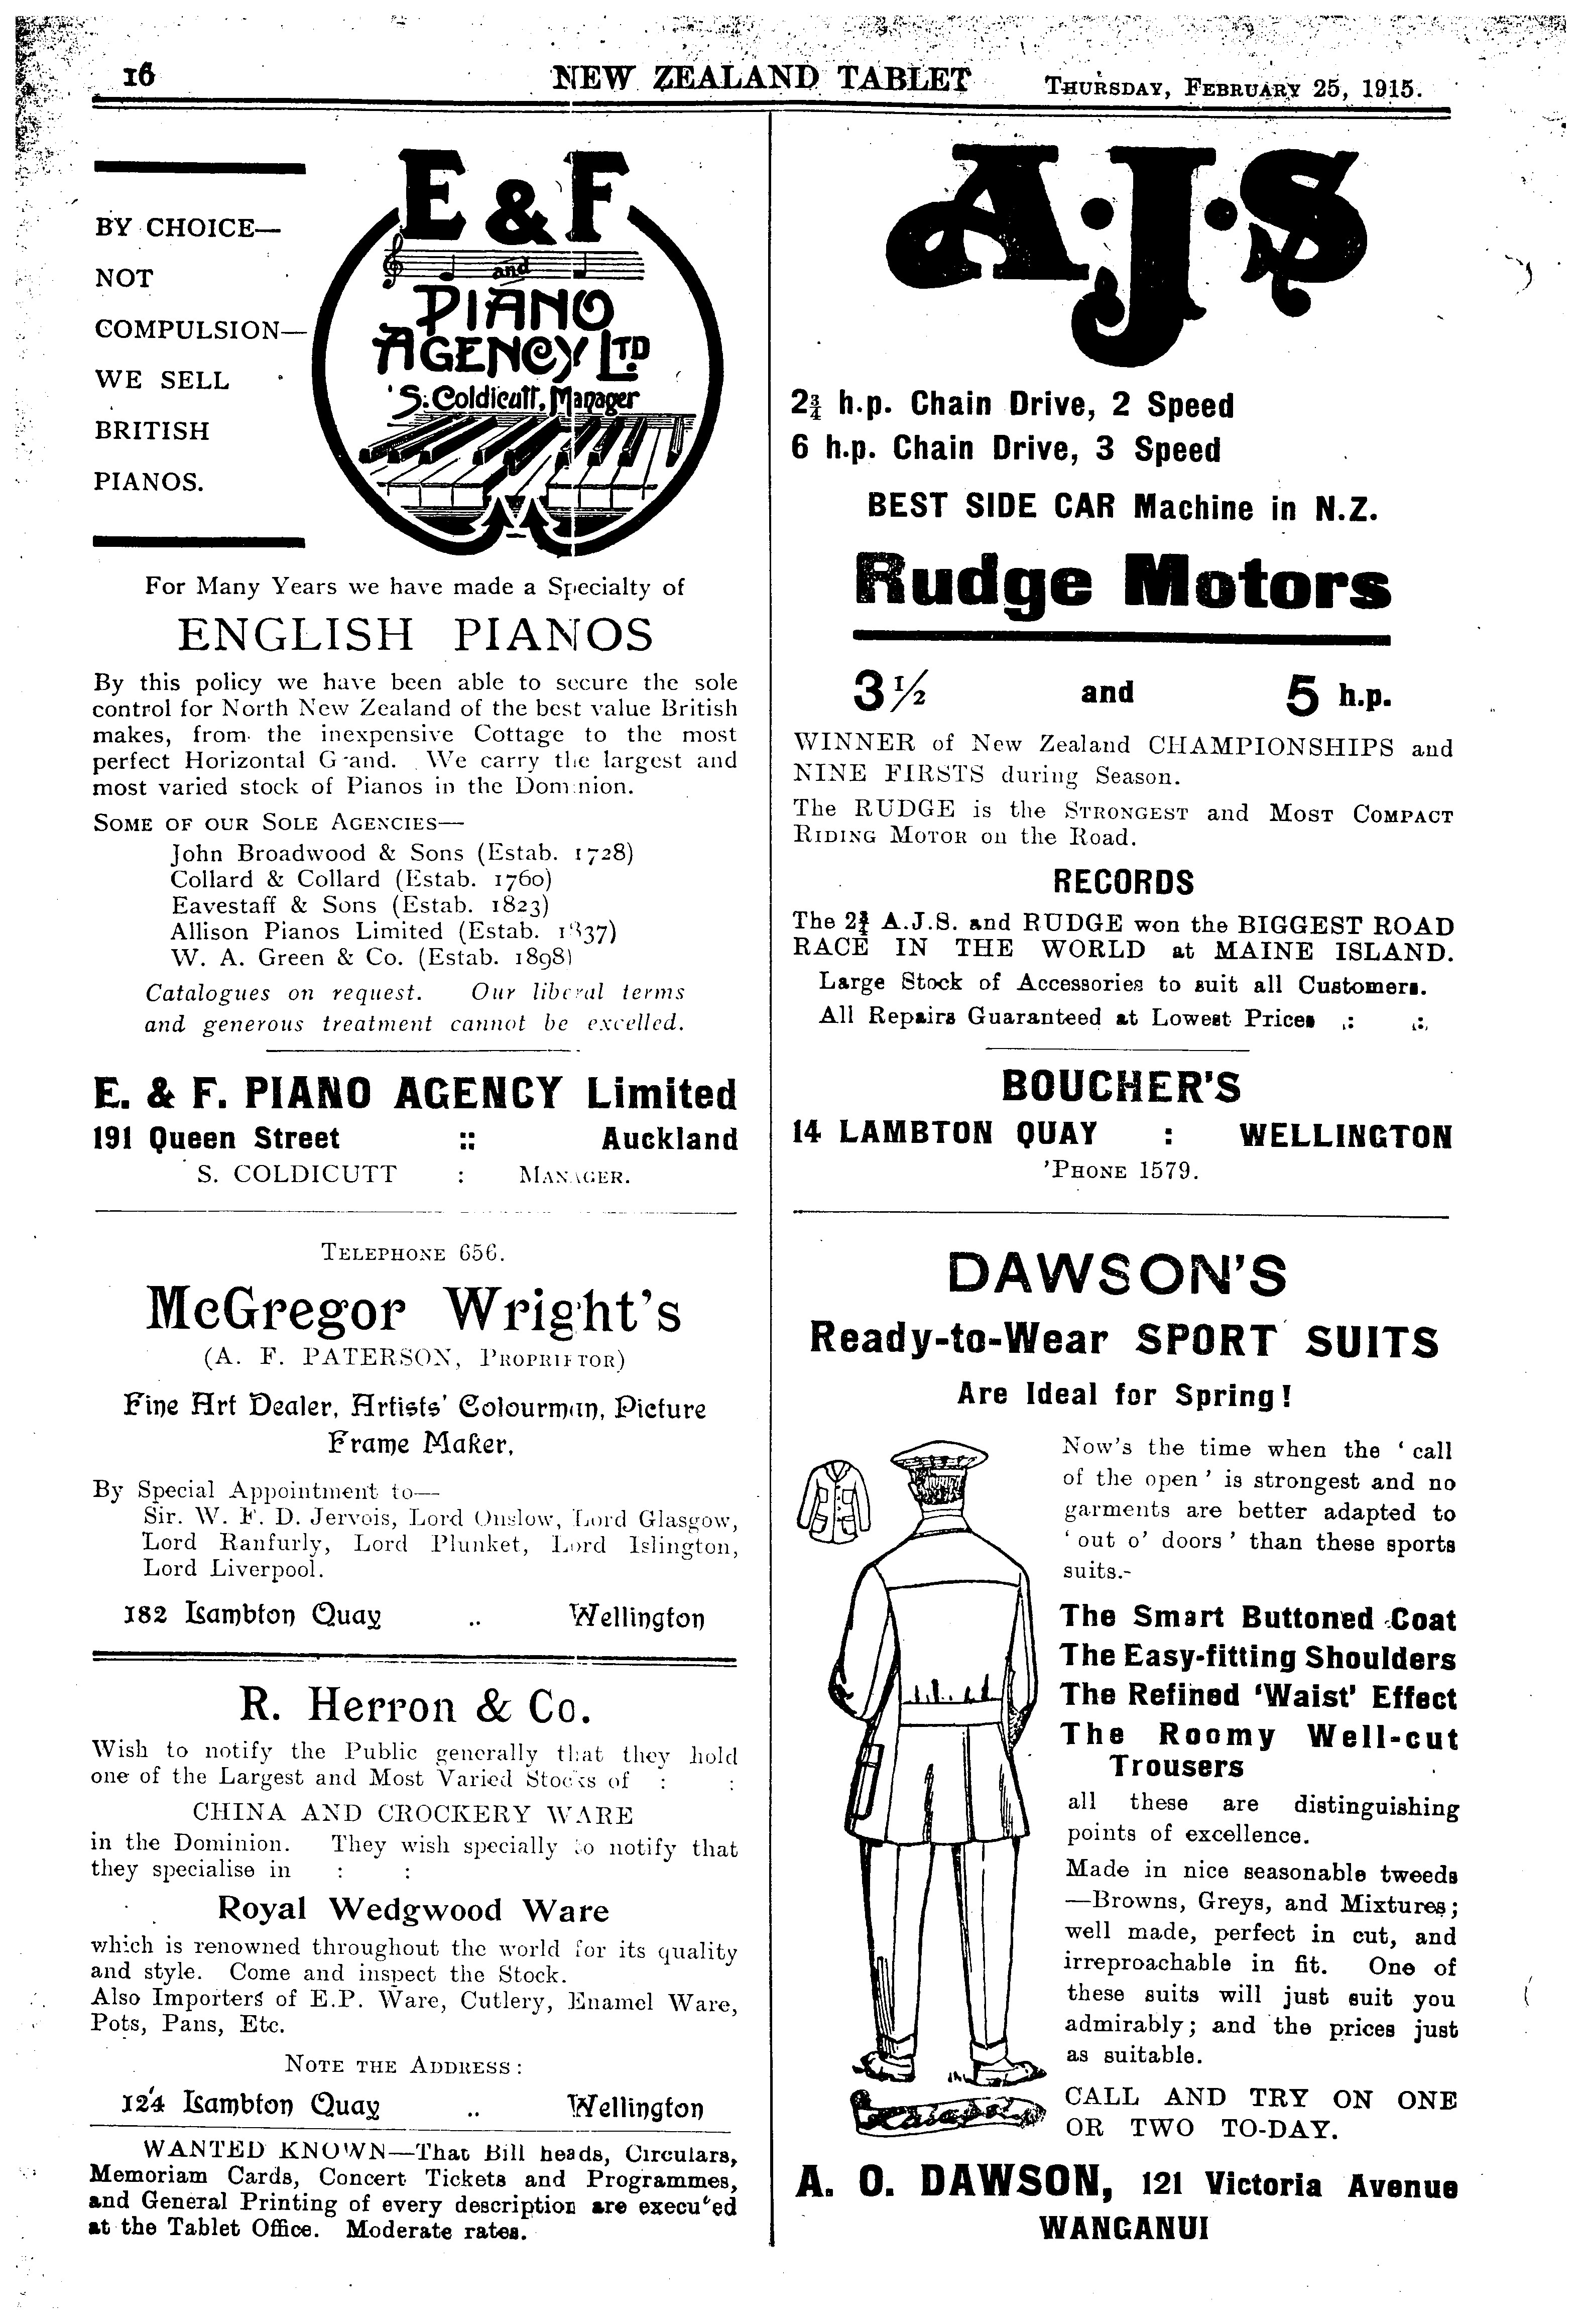 16 NEW ZEALAND TABLET Thursday, February 25, 1915.
BY CHOICE—
NOT
COMPULSION—
WE SELL
BRITISH
PIANOS.
E & F
and
PIANO
AGENCY LTD
S. Coldicutt, Manager
For Many Years we have made a Specialty of
ENGLISH PIANOS
By this policy we have been able to secure the sole
control for North New Zealand of the best value British
makes, from the inexpensive Cottage to the most
perfect Horizontal Grand. We carry the largest and
most varied stock of Pianos in the Dominion.
Some of our Sole Agencies—
John Broadwood & Sons (Estab. 1728)
Collard & Collard (Estab. 1760)
Eavestaff & Sons (Estab. 1823)
Allison Pianos Limited (Estab. 1837)
W. A. Green & Co. (Estab. 1898)
Catalogues on request. Our liberal terms
and generous treatment cannot be excelled.
E. & F. PIANO AGENCY Limited
191 Queen Street :: Auckland
S. COLDICUTT : Manager.
Telephone 656.
McGregor Wright's
(A. F. PATERSON, Proprietor)
Fine Art Dealer, Artists' Colourman, Picture
Frame Maker,
By Special Appointment to—
Sir. W. F. D. Jervois, Lord Onslow, Lord Glasgow,
Lord Ranfurly, Lord Plunket, Lord Islington,
Lord Liverpool.
182 Lambton Quay .. Wellington
R. Herron & Co.
Wish to notify the Public generally that they hold
one of the Largest and Most Varied Stocks of : :
CHINA AND CROCKERY WARE
in the Dominion. They wish specially to notify that
they specialise in : :
Royal Wedgwood Ware
which is renowned throughout the world for its quality
and style. Come and inspect the Stock.
Also Importers of E.P. Ware, Cutlery, Enamel Ware,
Pots, Pans, Etc.
Note the Address:
124 Lambton Quay .. Wellington
WANTED KNOWN—That Bill heads, Circulars,
Memoriam Cards, Concert Tickets and Programmes,
and General Printing of every description are executed
at the Tablet Office. Moderate rates.
A.J.S
2¾ h.p. Chain Drive, 2 Speed
6 h.p. Chain Drive, 3 Speed
BEST SIDE CAR Machine in N.Z.
Rudge Motors
3½ and 5 h.p.
WINNER of New Zealand CHAMPIONSHIPS and
NINE FIRSTS during Season.
The RUDGE is the Strongest and Most Compact
Riding Motor on the Road.
RECORDS
The 2¾ A.J.S. and RUDGE won the BIGGEST ROAD
RACE IN THE WORLD at MAINE ISLAND.
Large Stock of Accessories to suit all Customers.
All Repairs Guaranteed at Lowest Prices .: .:
BOUCHER'S
14 LAMBTON QUAY : WELLINGTON
'Phone 1579.
DAWSON'S
Ready-to-Wear SPORT SUITS
Are Ideal for Spring!
Now's the time when the 'call
of the open' is strongest and no
garments are better adapted to
'out o' doors' than these sports
suits.-
The Smart Buttoned Coat
The Easy-fitting Shoulders
The Refined 'Waist' Effect
The Roomy Well-cut
Trousers
all these are distinguishing
points of excellence.
Made in nice seasonable tweeds
—Browns, Greys, and Mixtures;
well made, perfect in cut, and
irreproachable in fit. One of
these suits will just suit you
admirably; and the prices just
as suitable.
CALL AND TRY ON ONE
OR TWO TO-DAY.
A. O. DAWSON, 121 Victoria Avenue
WANGANUI